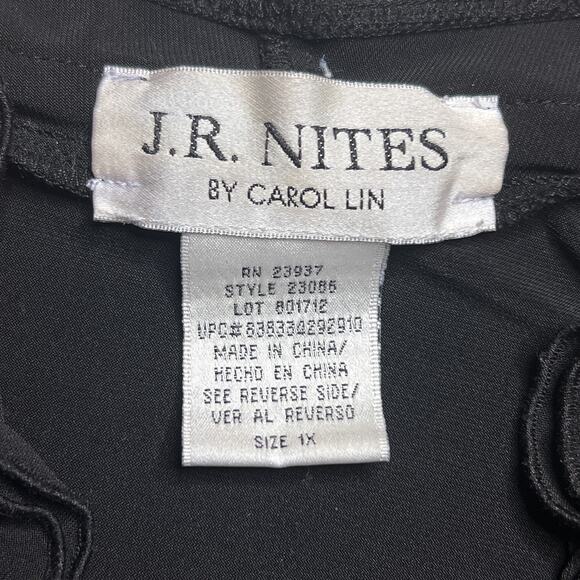 J.R. NITES
BY CAROL LIN
RN 23937
STYLE 23086
LOT 801712
UPC#838334292910
MADE IN CHINA/
HECHO EN CHINA
SEE REVERSE SIDE/
VER AL REVERSO
SIZE 1X